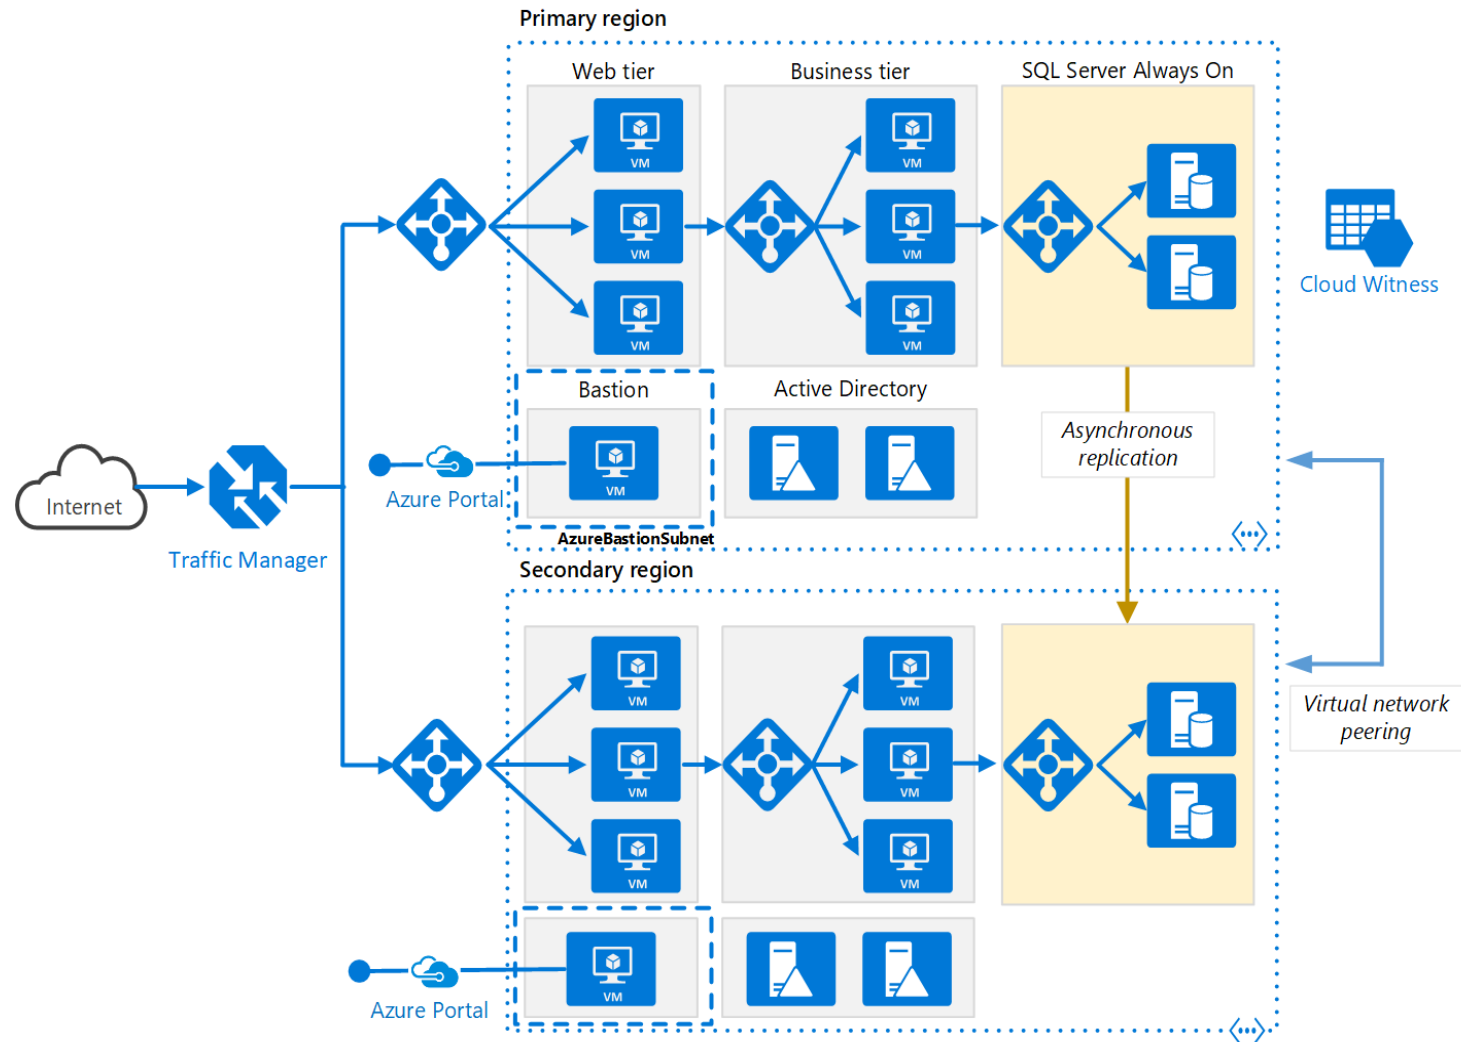 Primary region
Web tier
Business tier
SQL Server Always On
VM
VM
VM
VM
VM
VM
Cloud Witness
Bastion
Active Directory
VM
Azure Portal
AzureBastionSubnet
Asynchronous
replication
Internet
Traffic Manager
Secondary region
VM
VM
VM
VM
VM
VM
Virtual network
peering
VM
Azure Portal